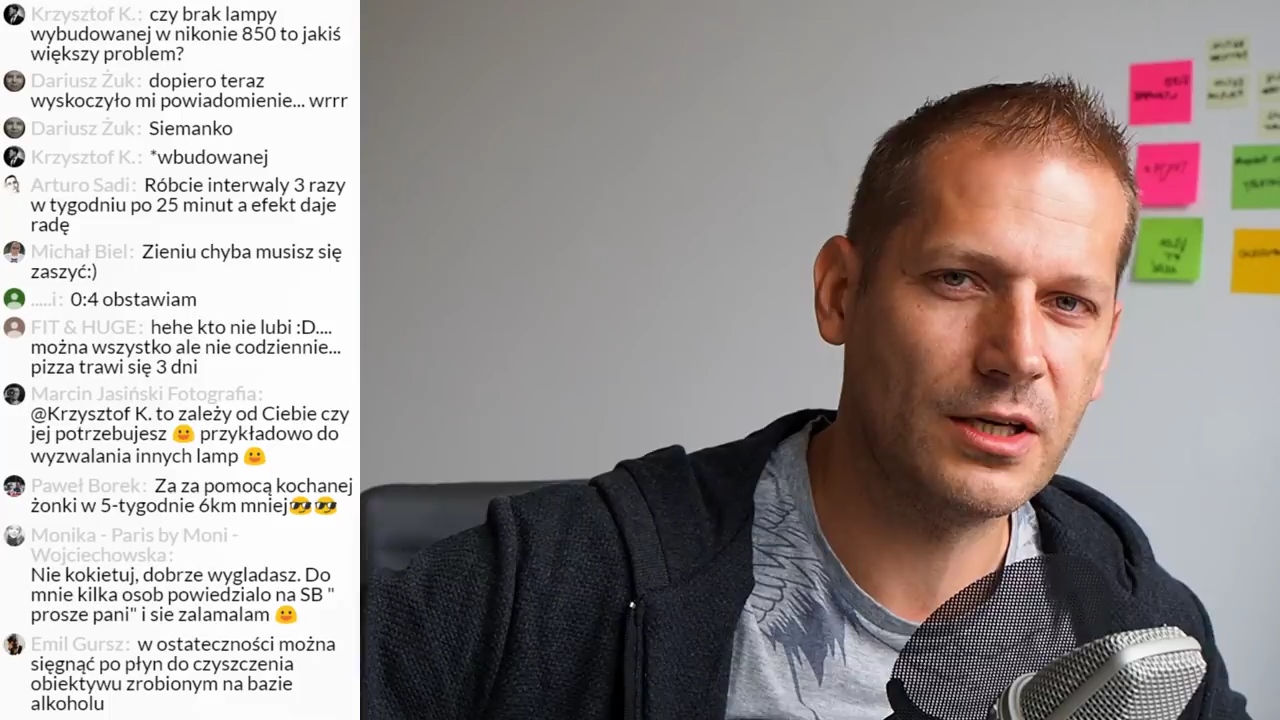 Krzysztof K.: czy brak lampy
wybudowanej w nikonie 850 to jakiś
większy problem?
Dariusz Żuk: dopiero teraz
wyskoczyło mi powiadomienie... wrrr
Dariusz Żuk: Siemanko
Krzysztof K.: *wbudowanej
Arturo Sadi: Róbcie interwaly 3 razy
w tygodniu po 25 minut a efekt daje
radę
Michał Biel: Zieniu chyba musisz się
zaszyć:)
.....i: 0:4 obstawiam
FIT & HUGE: hehe kto nie lubi :D....
można wszystko ale nie codziennie...
pizza trawi się 3 dni
Marcin Jasiński Fotografia:
@Krzysztof K. to zależy od Ciebie czy
jej potrzebujesz 😛 przykładowo do
wyzwalania innych lamp 😛
Paweł Borek: Za za pomocą kochanej
żonki w 5-tygodnie 6km mniej😎😎
Monika - Paris by Moni -
Wojciechowska:
Nie kokietuj, dobrze wygladasz. Do
mnie kilka osob powiedzialo na SB "
prosze pani" i sie zalamalam 😛
Emil Gursz: w ostateczności można
sięgnąć po płyn do czyszczenia
obiektywu zrobionym na bazie
alkoholu